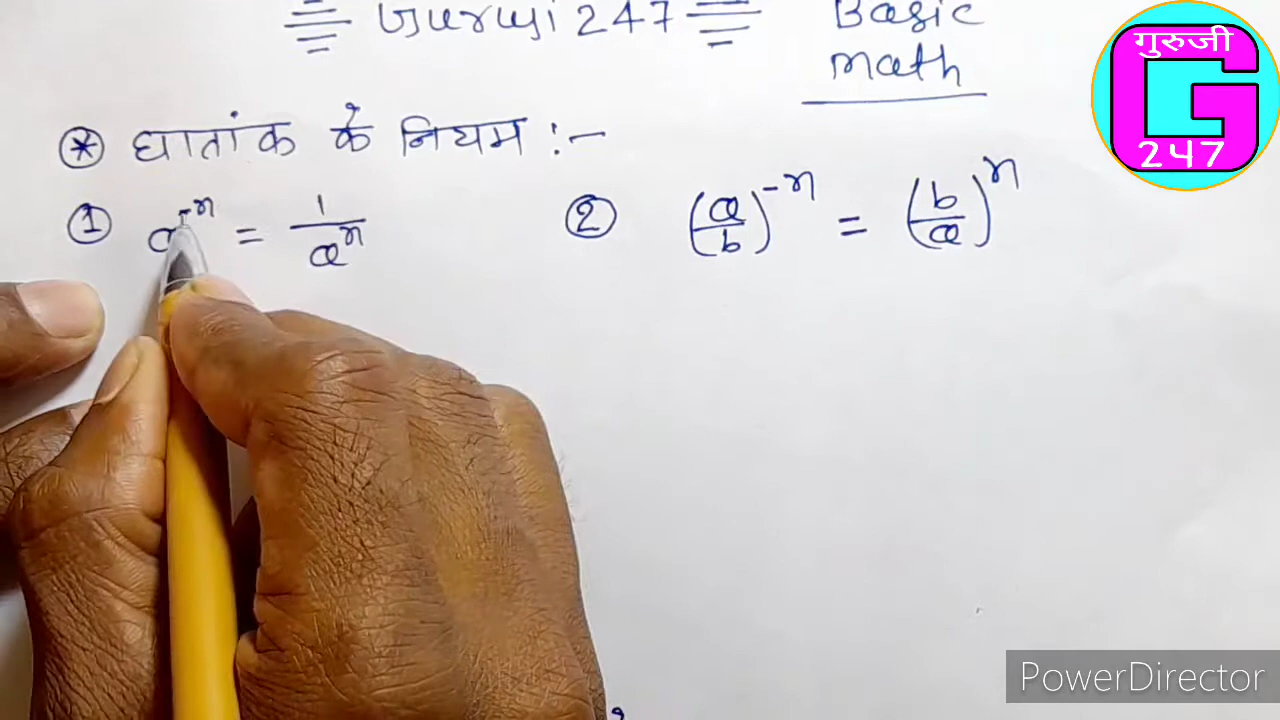 Guruji 247
Basic
math
गुरुजी
G
247
* घातांक के नियम :-
① a⁻ⁿ = 1/aⁿ
② (a/b)⁻ⁿ = (b/a)ⁿ
PowerDirector